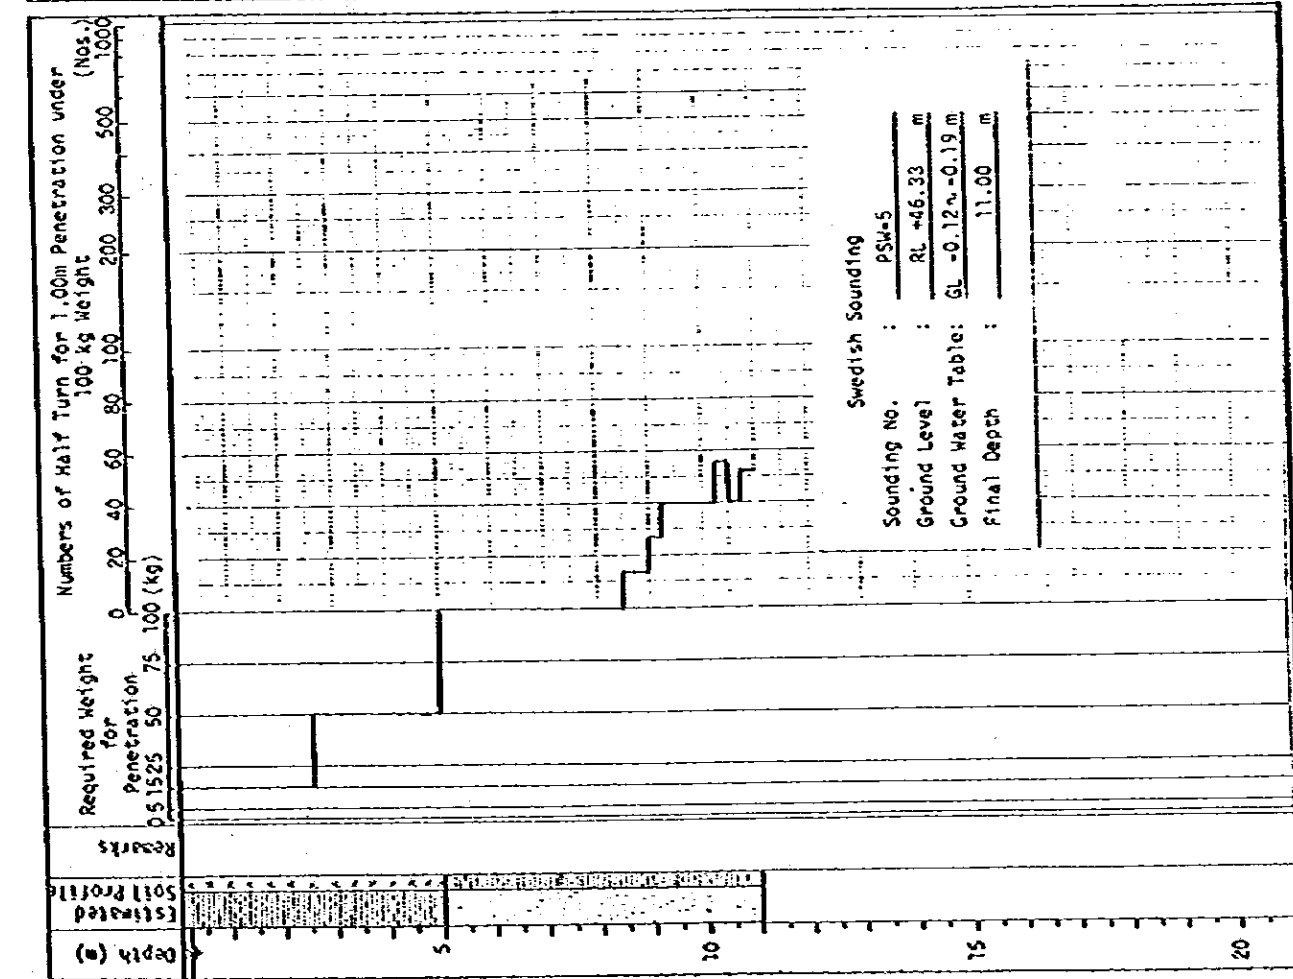 Depth (m)
Estimated
Soil Profile
Remarks
Required Weight
for
Penetration
0 5 15 25 50 75 100 (kg)
Numbers of Half Turn for 1.00m Penetration under
100 kg Weight (Nos.)
0 20 40 60 80 100 200 300 500 1000
Swedish Sounding
Sounding No. : PSW-5
Ground Level : RL +46.33 m
Ground Water Table: GL -0.12~-0.19 m
Final Depth : 11.00 m
5
10
15
20